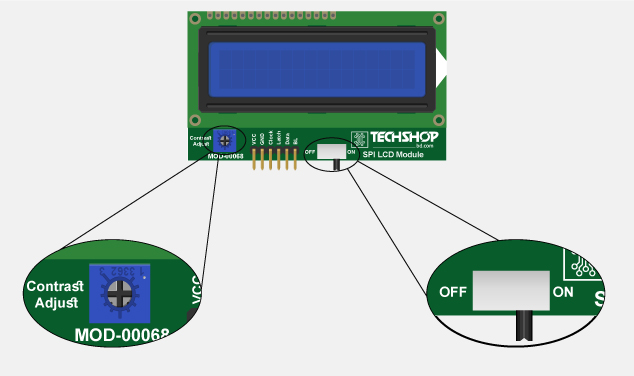 Contrast
Adjust
MOD-00068
VCC
GND
Clock
Latch
Data
BL
OFF
ON
TECHSHOP
bd.com
SPI LCD Module
Contrast
Adjust
3362
MOD-00068
VCC
OFF
ON
S